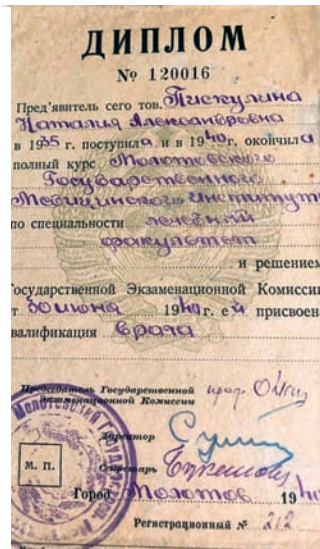 ДИПЛОМ
№ 120016
Пред'явитель сего тов. Пискулина
Наталия Александровна
в 1935 г. поступила и в 1940 г. окончила
полный курс Молотовского
Государственного
Медицинского Института
по специальности лечебный
факультет
и решением
Государственной Экзаменационной Комиссии
от 30 июня 1940 г. ей присвоена
квалификация врача
Председатель Государственной
Экзаменационной Комиссии проф.
Директор
Секретарь
М. П.
Город Молотов 1940
Регистрационный № 212